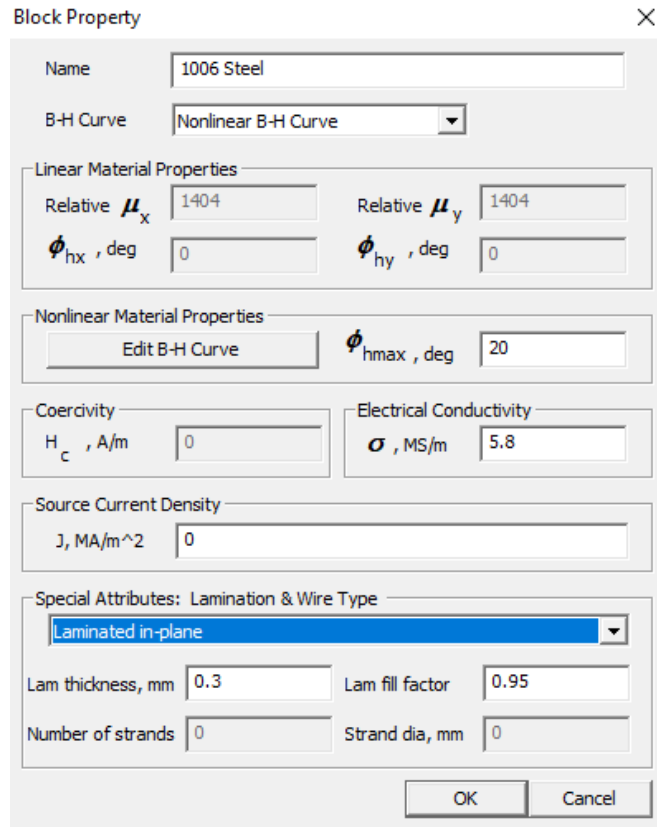 Block Property
Name 1006 Steel
B-H Curve Nonlinear B-H Curve
Linear Material Properties
Relative μx 1404 Relative μy 1404
ϕhx , deg 0 ϕhy , deg 0
Nonlinear Material Properties
Edit B-H Curve ϕhmax , deg 20
Coercivity Electrical Conductivity
Hc , A/m 0 σ , MS/m 5.8
Source Current Density
J, MA/m^2 0
Special Attributes: Lamination & Wire Type
Laminated in-plane
Lam thickness, mm 0.3 Lam fill factor 0.95
Number of strands 0 Strand dia, mm 0
OK Cancel